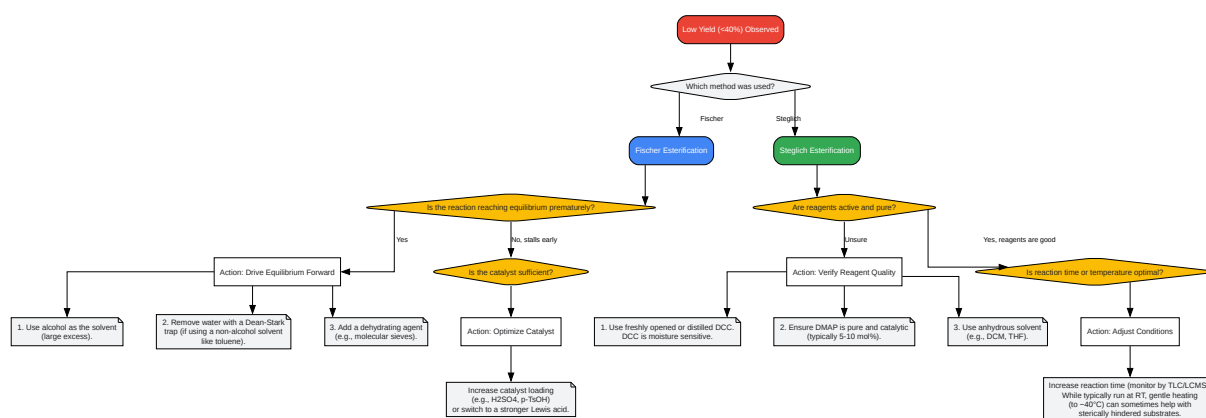 Low Yield (<40%) Observed
Which method was used?
Fischer
Steglich
Fischer Esterification
Steglich Esterification
Is the reaction reaching equilibrium prematurely?
Are reagents active and pure?
Yes
No, stalls early
Unsure
Yes, reagents are good
Action: Drive Equilibrium Forward
Is the catalyst sufficient?
Action: Verify Reagent Quality
Is reaction time or temperature optimal?
1. Use alcohol as the solvent
(large excess).
2. Remove water with a Dean-Stark
trap (if using a non-alcohol solvent
like toluene).
3. Add a dehydrating agent
(e.g., molecular sieves).
Action: Optimize Catalyst
1. Use freshly opened or distilled DCC.
DCC is moisture sensitive.
2. Ensure DMAP is pure and catalytic
(typically 5-10 mol%).
3. Use anhydrous solvent
(e.g., DCM, THF).
Action: Adjust Conditions
Increase catalyst loading
(e.g., H2SO4, p-TsOH)
or switch to a stronger Lewis acid.
Increase reaction time (monitor by TLC/LCMS
While typically run at RT, gentle heating
(to ~40°C) can sometimes help with
sterically hindered substrates.